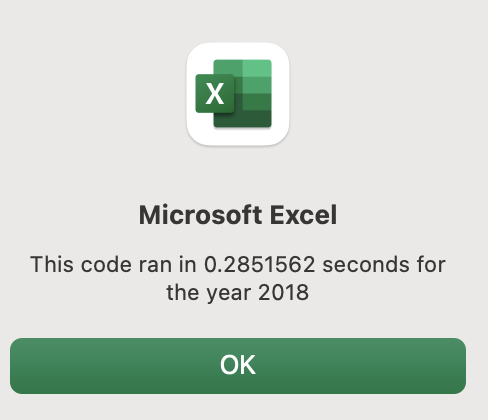 X
Microsoft Excel
This code ran in 0.2851562 seconds for
the year 2018
OK